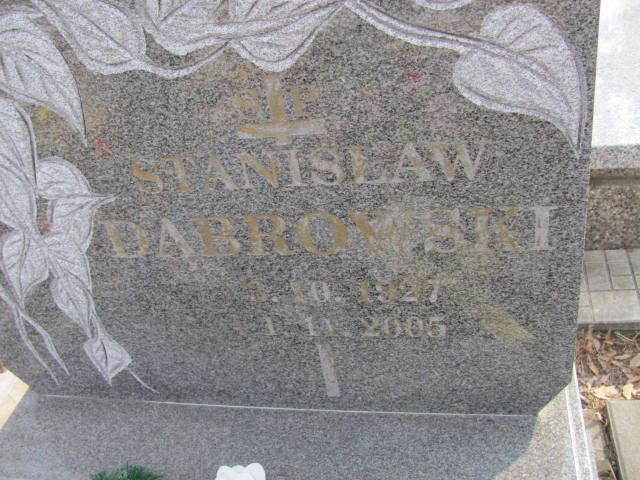 ŚP
STANISŁAW
DĄBROWSKI
3. 10. 1927
1. 11. 2005